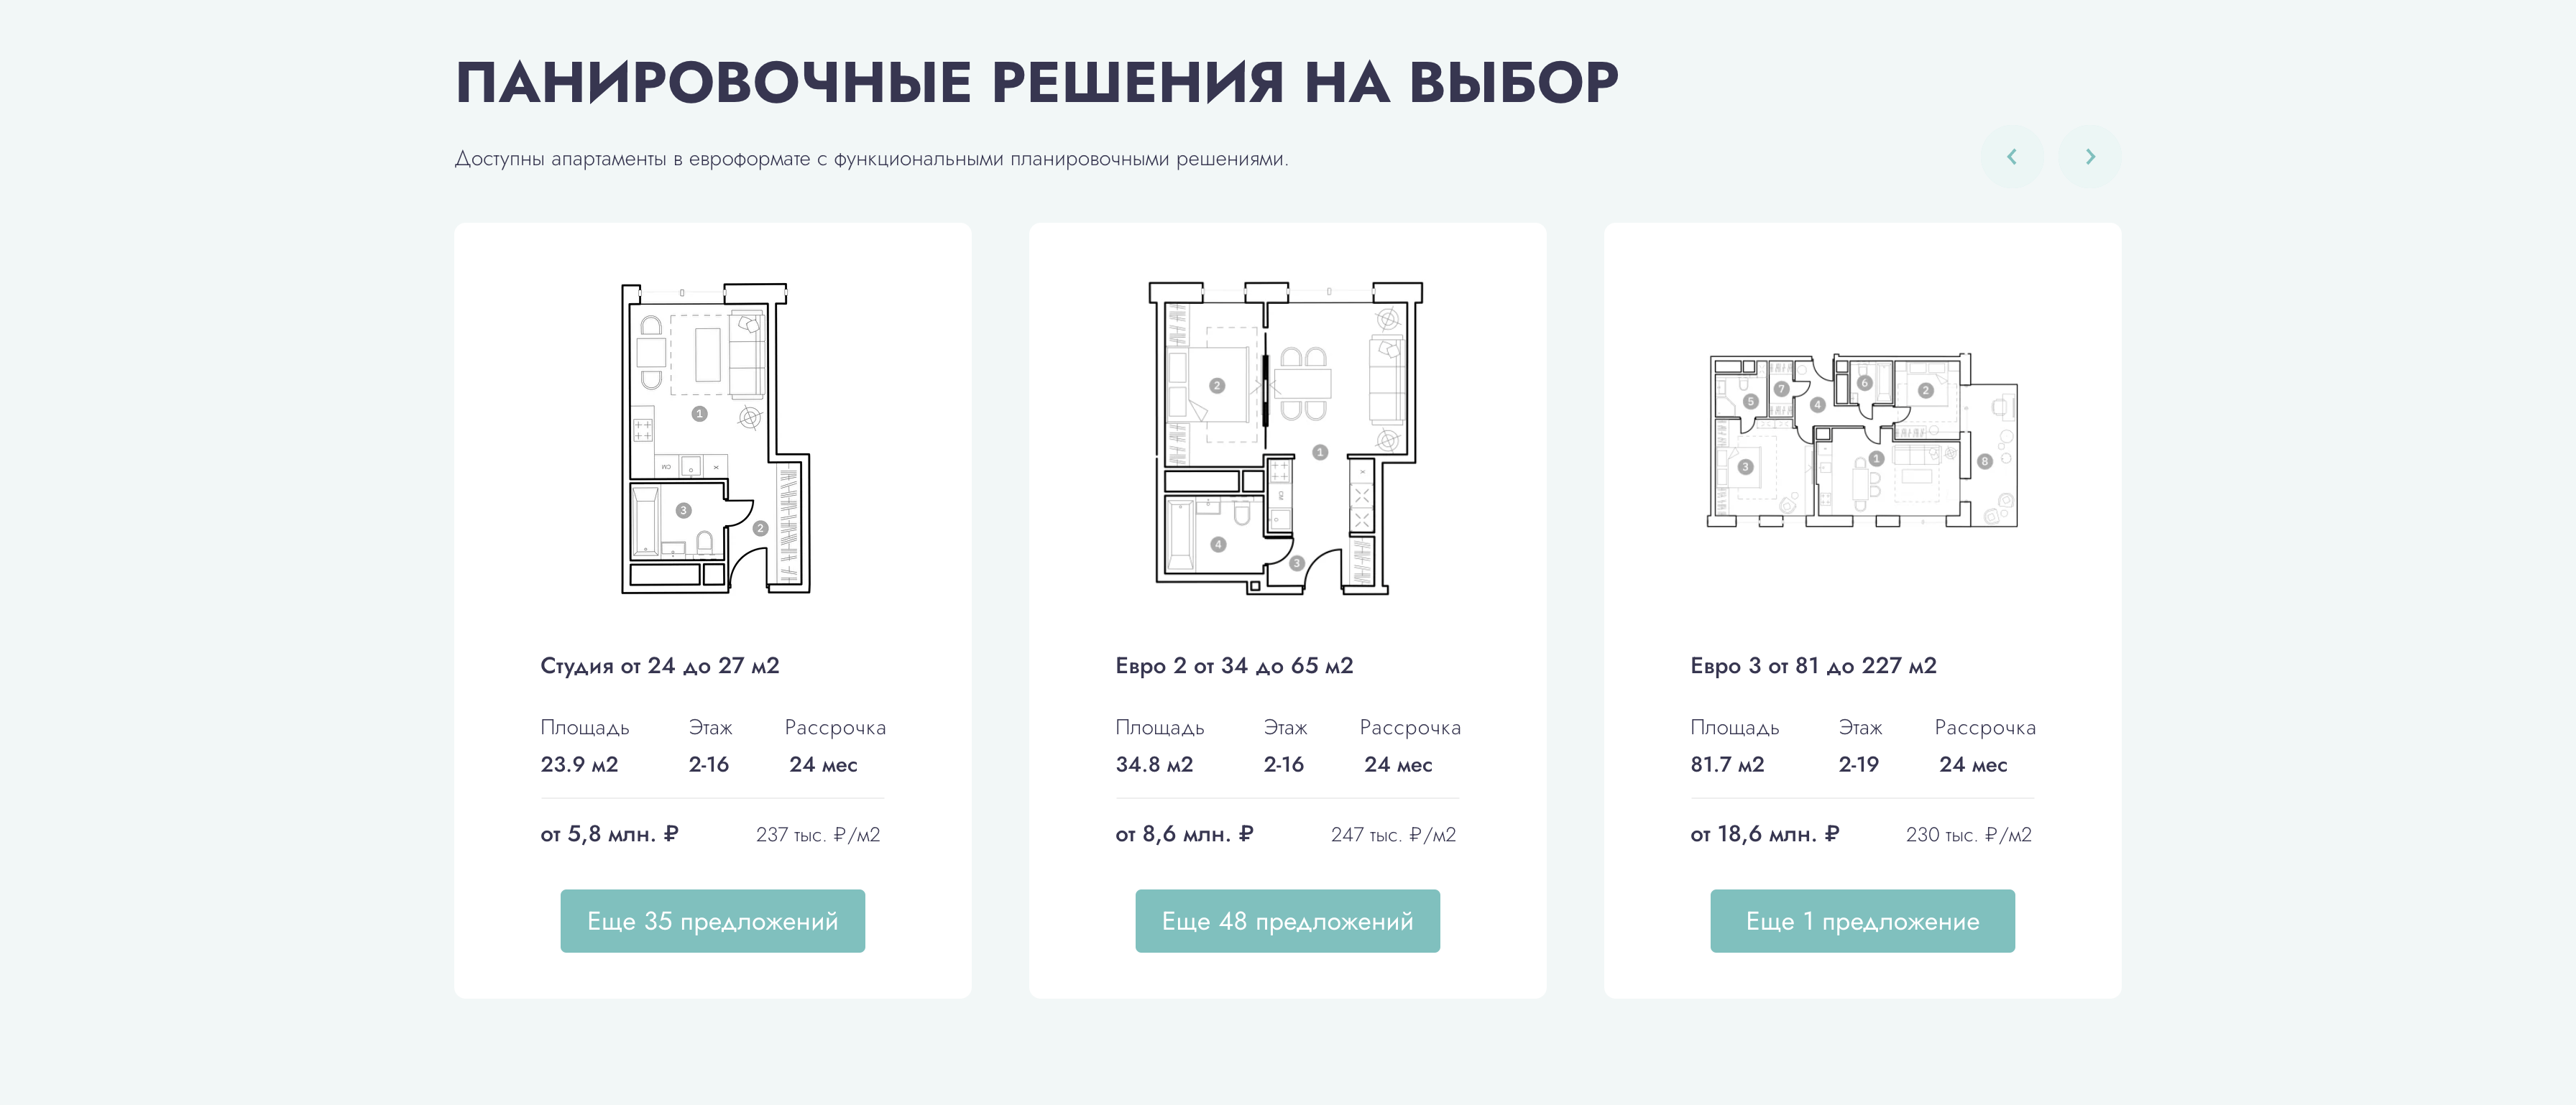 ПАНИРОВОЧНЫЕ РЕШЕНИЯ НА ВЫБОР
Доступны апартаменты в евроформате с функциональными планировочными решениями.
1
СМ
Х
3
2
Студия от 24 до 27 м2
Площадь Этаж Рассрочка
23.9 м2 2-16 24 мес
от 5,8 млн. ₽ 237 тыс. ₽/м2
Еще 35 предложений
2
1
Х
СМ
4
3
Евро 2 от 34 до 65 м2
Площадь Этаж Рассрочка
34.8 м2 2-16 24 мес
от 8,6 млн. ₽ 247 тыс. ₽/м2
Еще 48 предложений
6
7
2
5
4
1
8
3
Евро 3 от 81 до 227 м2
Площадь Этаж Рассрочка
81.7 м2 2-19 24 мес
от 18,6 млн. ₽ 230 тыс. ₽/м2
Еще 1 предложение